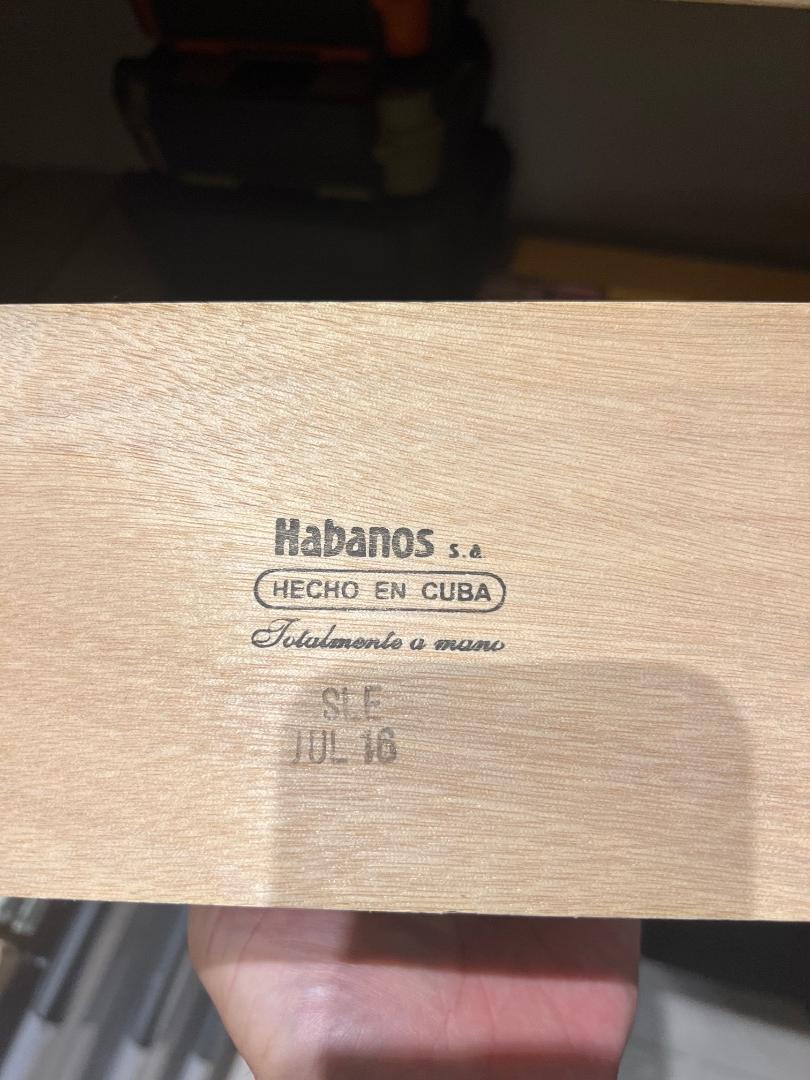 Habanos s.a.
HECHO EN CUBA
Totalmente a mano
SLE
JUL 16